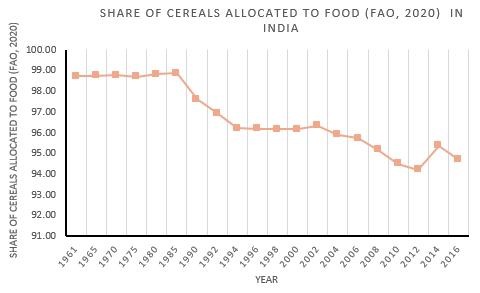 SHARE OF CEREALS ALLOCATED TO FOOD (FAO, 2020) IN
INDIA
SHARE OF CEREALS ALLOCATED TO FOOD (FAO, 2020)
100.00
99.00
98.00
97.00
96.00
95.00
94.00
93.00
92.00
91.00
1961 1965 1970 1975 1980 1985 1990 1992 1994 1996 1998 2000 2002 2004 2006 2008 2010 2012 2014 2016
YEAR